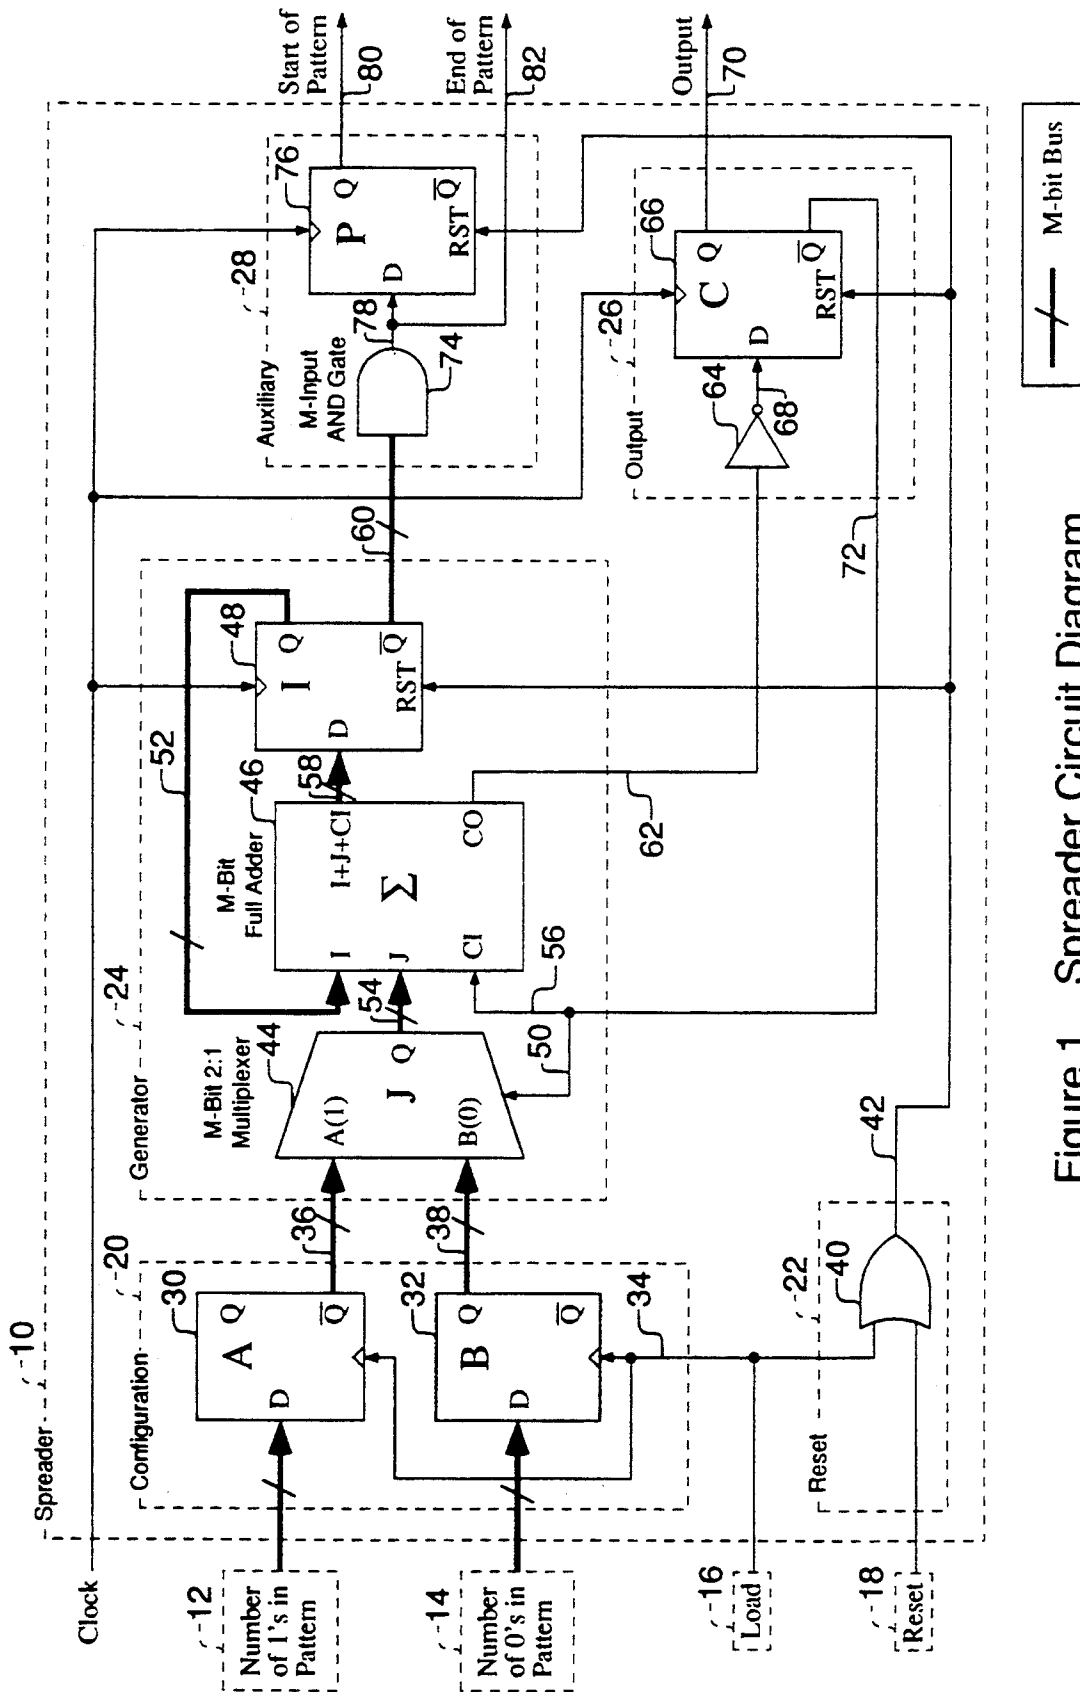 Spreader
10
Clock
12
Number
of 1's in
Pattern
14
Number
of 0's in
Pattern
16
Load
18
Reset
Configuration
20
30
A
D
Q
Q̅
36
32
B
D
Q
Q̅
38
34
Reset
22
40
42
Generator
24
M-Bit 2:1
Multiplexer
44
A(1)
B(0)
J
Q
50
54
56
52
M-Bit
Full Adder
46
I
J
CI
Σ
I+J+CI
CO
58
62
48
I
D
Q
Q̅
RST
60
Auxiliary
28
M-Input
AND Gate
74
78
76
P
D
Q
Q̅
RST
Start of
Pattern
80
End of
Pattern
82
Output
26
64
68
66
C
D
Q
Q̅
RST
72
Output
70
M-bit Bus
Figure 1 Spreader Circuit Diagram